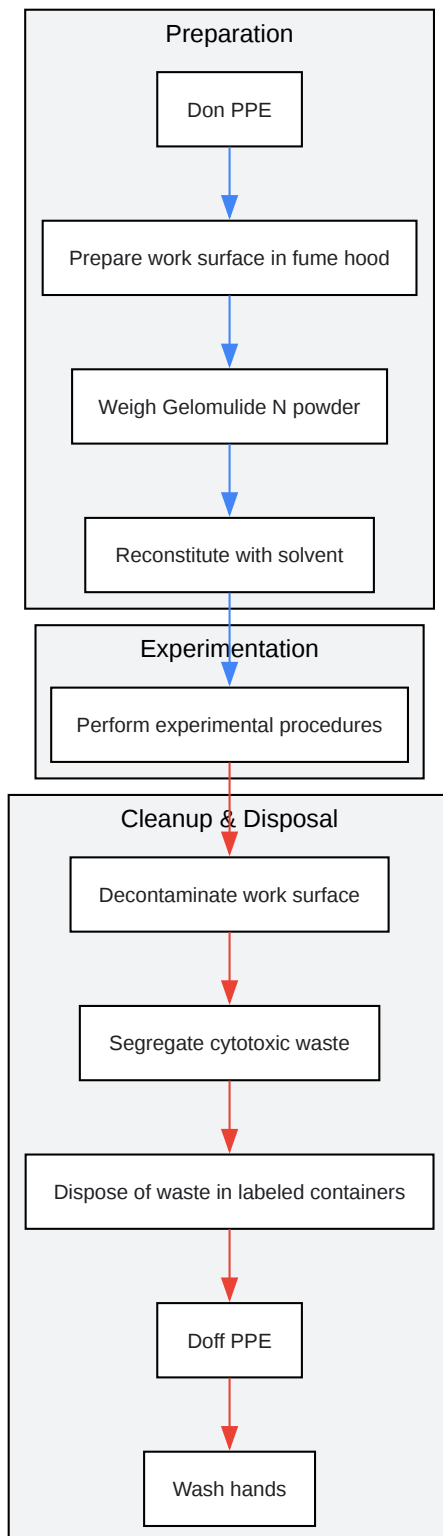 Preparation
Don PPE
Prepare work surface in fume hood
Weigh Gelomulide N powder
Reconstitute with solvent
Experimentation
Perform experimental procedures
Cleanup & Disposal
Decontaminate work surface
Segregate cytotoxic waste
Dispose of waste in labeled containers
Doff PPE
Wash hands